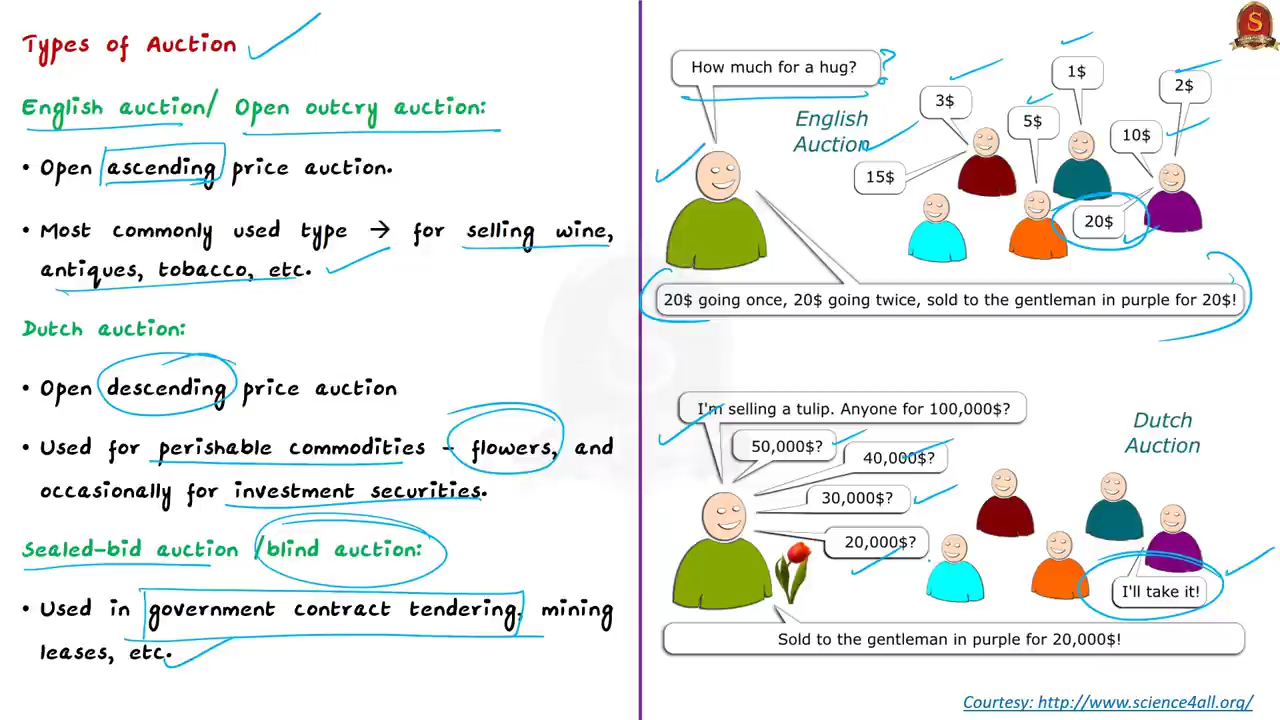 Types of Auction
English auction/ Open outcry auction:
• Open ascending price auction.
• Most commonly used type → for selling wine,
antiques, tobacco, etc.
Dutch auction:
• Open descending price auction
• Used for perishable commodities – flowers, and
occasionally for investment securities.
Sealed-bid auction /blind auction:
• Used in government contract tendering, mining
leases, etc.
How much for a hug?
English
Auction
3$
1$
2$
5$
10$
15$
20$
20$ going once, 20$ going twice, sold to the gentleman in purple for 20$!
I'm selling a tulip. Anyone for 100,000$?
50,000$?
40,000$?
30,000$?
20,000$?
Dutch
Auction
I'll take it!
Sold to the gentleman in purple for 20,000$!
Courtesy: http://www.science4all.org/
S